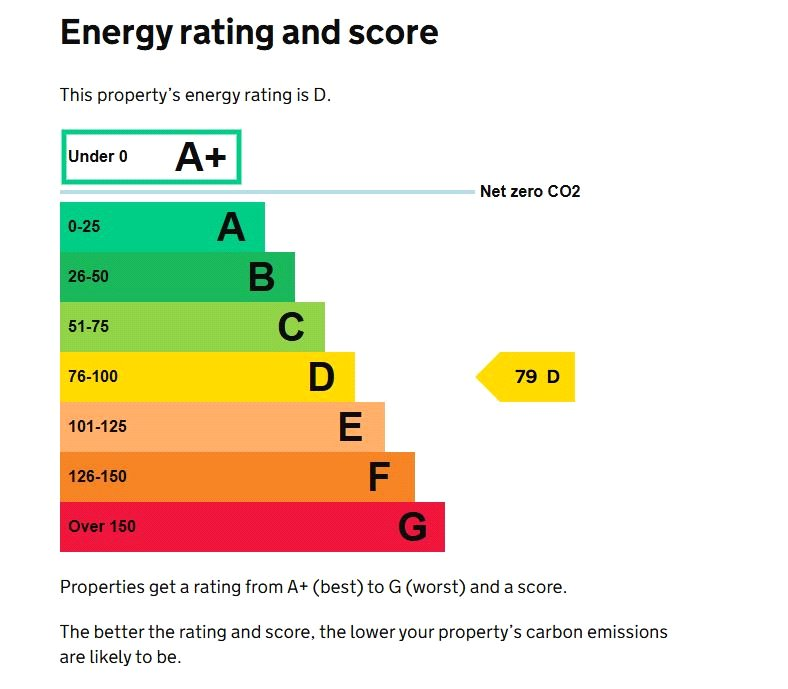 Energy rating and score
This property's energy rating is D.
Under 0 A+
Net zero CO2
0-25 A
26-50 B
51-75 C
76-100 D 79 D
101-125 E
126-150 F
Over 150 G
Properties get a rating from A+ (best) to G (worst) and a score.
The better the rating and score, the lower your property's carbon emissions
are likely to be.